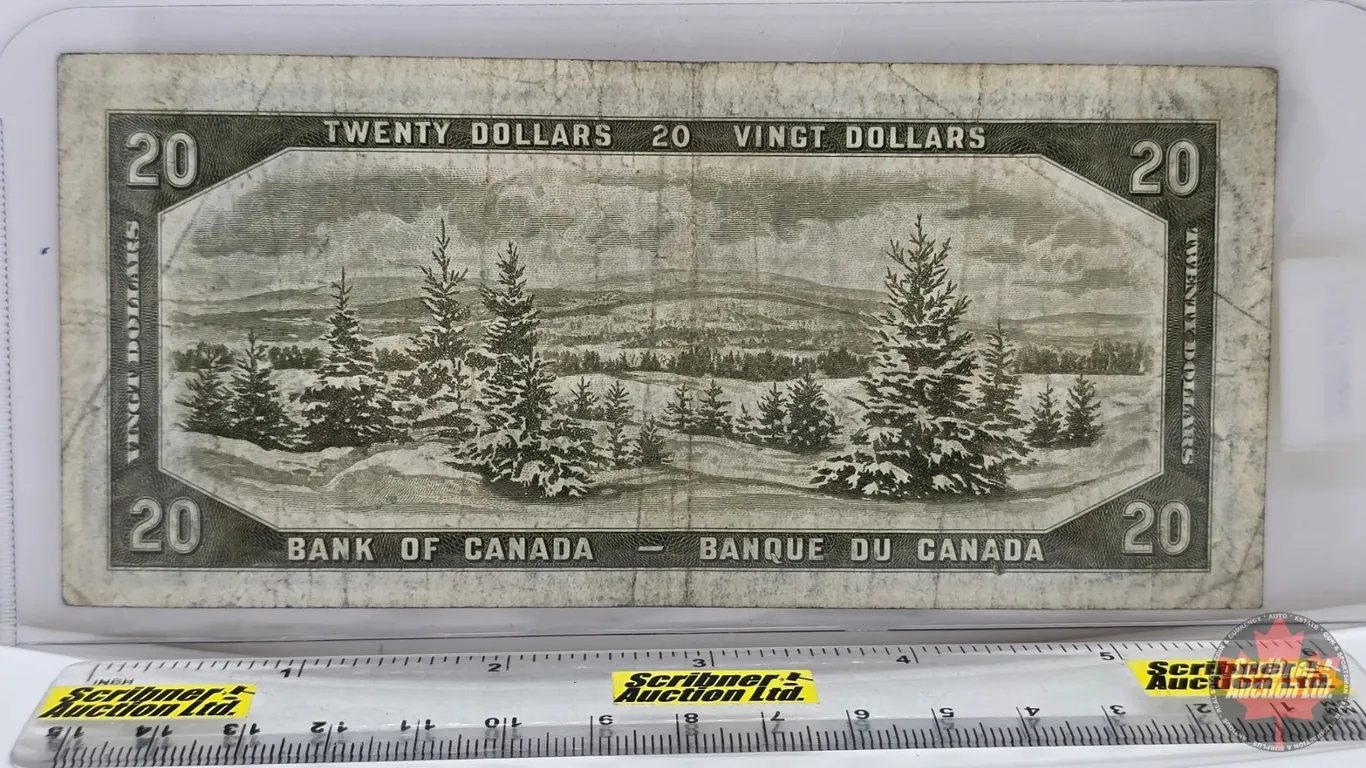 TWENTY DOLLARS 20 VINGT DOLLARS
20
20
VINGT DOLLARS
TWENTY DOLLARS
20
20
BANK OF CANADA — BANQUE DU CANADA
INCH
1 2 3 4 5 6
Scribner
Auction Ltd.
Scribner
Auction Ltd.
Scribner
Auction Ltd.
15 14 13 12 11 10 9 8 7 6 5 4 3 2